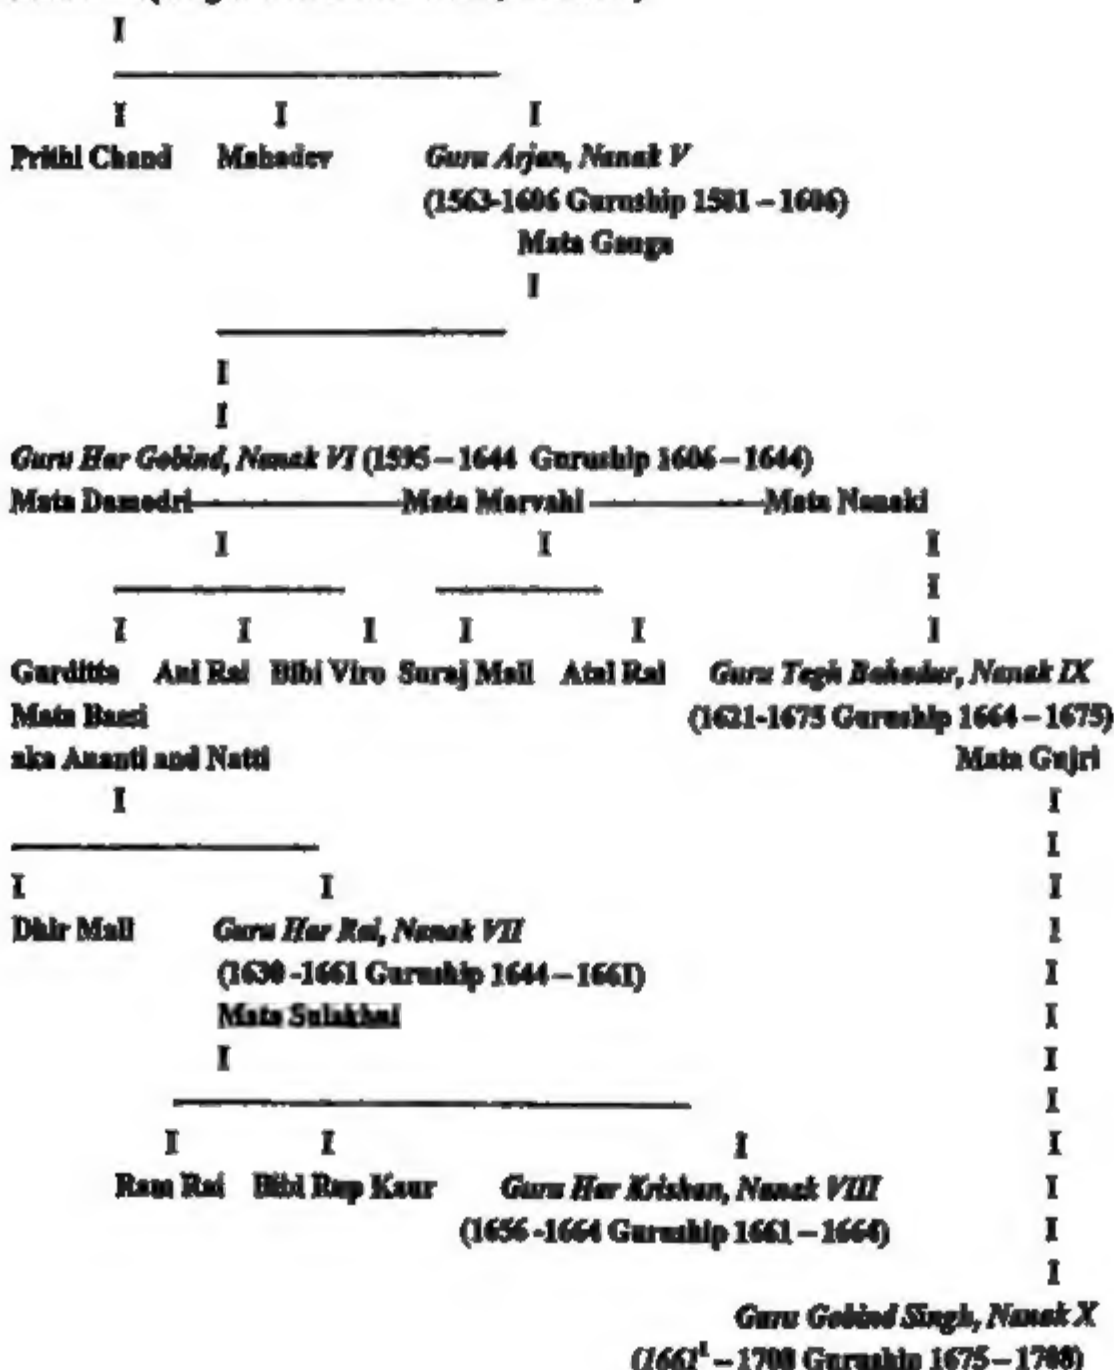 Prithi Chand Mahadev Guru Arjan, Nanak V
(1563-1606 Guruship 1581 – 1606)
Mata Ganga
Guru Har Gobind, Nanak VI (1595 – 1644 Guruship 1606 – 1644)
Mata Damodri Mata Marvahi Mata Nanaki
Garditta Ani Rai Bibi Viro Suraj Mall Atal Rai Guru Tegh Bahadur, Nanak IX
Mata (1621-1675 Guruship 1664 – 1675)
aka Ananti and Natti Mata Gujri
Dhir Mall Guru Har Rai, Nanak VII
(1630 -1661 Guruship 1644 – 1661)
Mata Sulakhni
Ram Rai Bibi Rup Kaur Guru Har Krishan, Nanak VIII
(1656 -1664 Guruship 1661 – 1664)
Guru Gobind Singh, Nanak X
(1661¹ – 1708 Guruship 1675 – 1708)